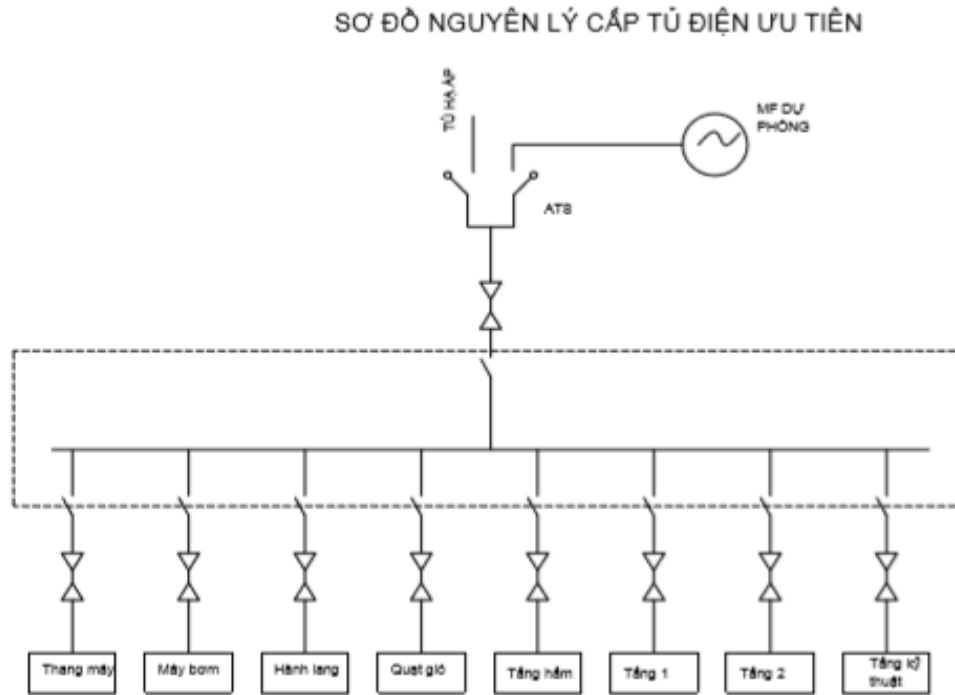 SƠ ĐỒ NGUYÊN LÝ CẤP TỦ ĐIỆN ƯU TIÊN
TỦ HẠ ÁP
MF DỰ
PHÒNG
ATS
Thang máy
Máy bơm
Hành lang
Quạt gió
Tầng hầm
Tầng 1
Tầng 2
Tầng kỹ
thuật